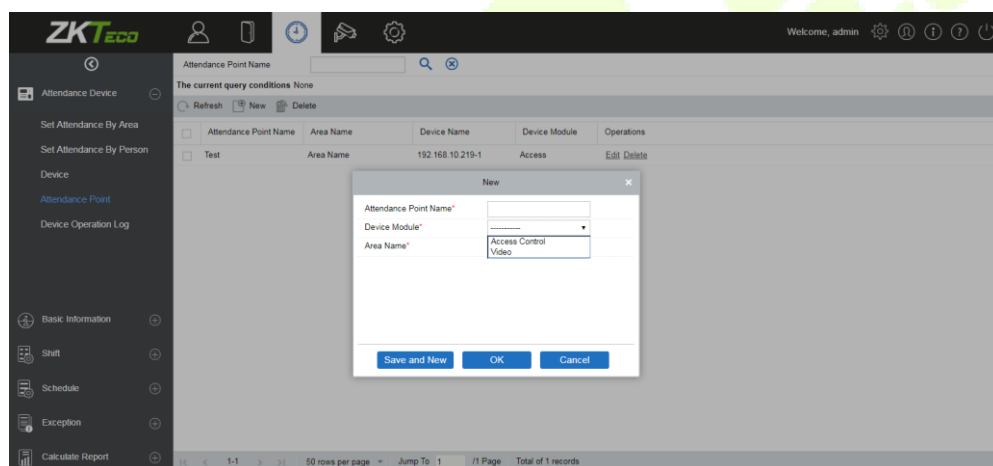 ZKTeco
Welcome, admin
Attendance Point Name
The current query conditions None
Refresh New Delete
Attendance Device
Set Attendance By Area
Set Attendance By Person
Device
Attendance Point
Device Operation Log
Basic Information
Shift
Schedule
Exception
Calculate Report
Attendance Point Name Area Name Device Name Device Module Operations
Test Area Name 192.168.10.219-1 Access Edit Delete
New
Attendance Point Name*
Device Module* -----------
Access Control
Video
Area Name*
Save and New OK Cancel
1-1 50 rows per page Jump To 1 /1 Page Total of 1 records